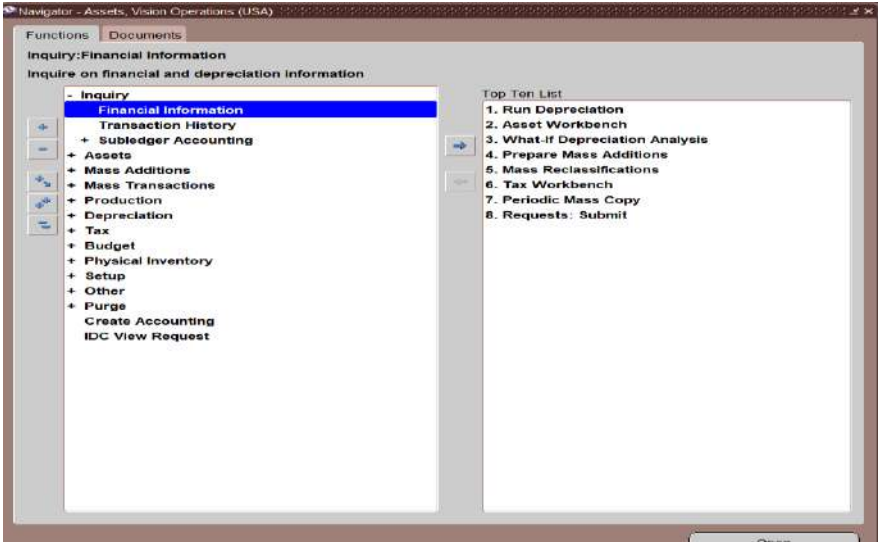 Navigator - Assets, Vision Operations (USA)
Functions
Documents
Inquiry:Financial Information
Inquire on financial and depreciation information
- Inquiry
Financial Information
Transaction History
+ Subledger Accounting
+ Assets
+ Mass Additions
+ Mass Transactions
+ Production
+ Depreciation
+ Tax
+ Budget
+ Physical Inventory
+ Setup
+ Other
+ Purge
Create Accounting
IDC View Request
Top Ten List
1. Run Depreciation
2. Asset Workbench
3. What-If Depreciation Analysis
4. Prepare Mass Additions
5. Mass Reclassifications
6. Tax Workbench
7. Periodic Mass Copy
8. Requests: Submit
Open